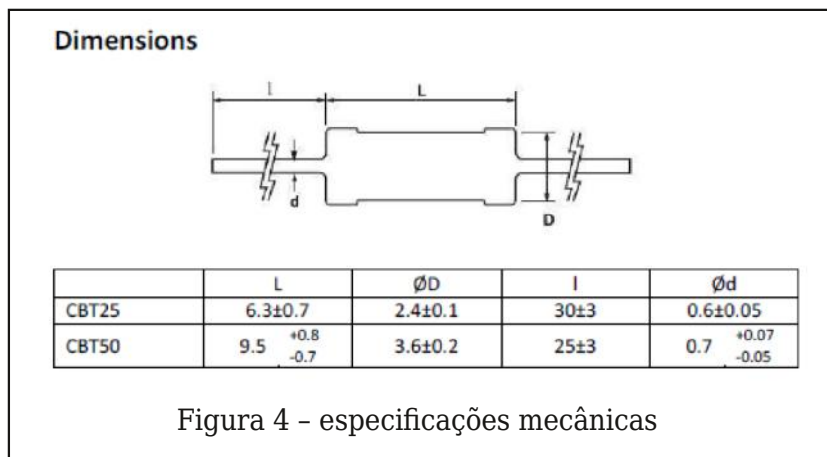 Dimensions
l
L
d
D
L ØD l Ød
CBT25 6.3±0.7 2.4±0.1 30±3 0.6±0.05
CBT50 9.5 +0.8 -0.7 3.6±0.2 25±3 0.7 +0.07 -0.05
Figura 4 – especificações mecânicas